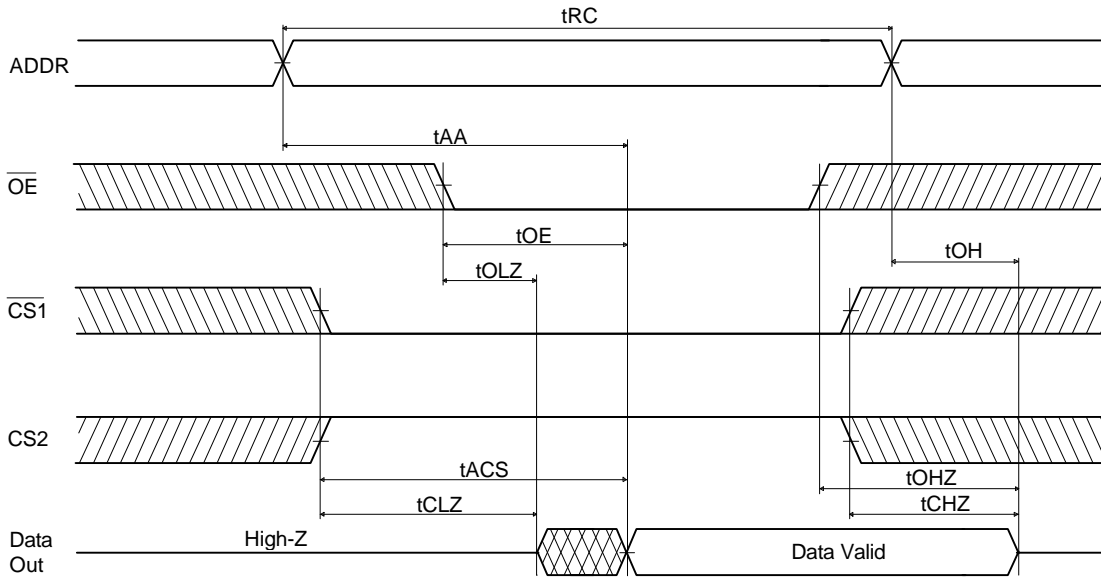 tRC
ADDR
tAA
OE
tOE
tOH
tOLZ
CS1
CS2
tACS
tOHZ
tCLZ
tCHZ
Data
Out
High-Z
Data Valid